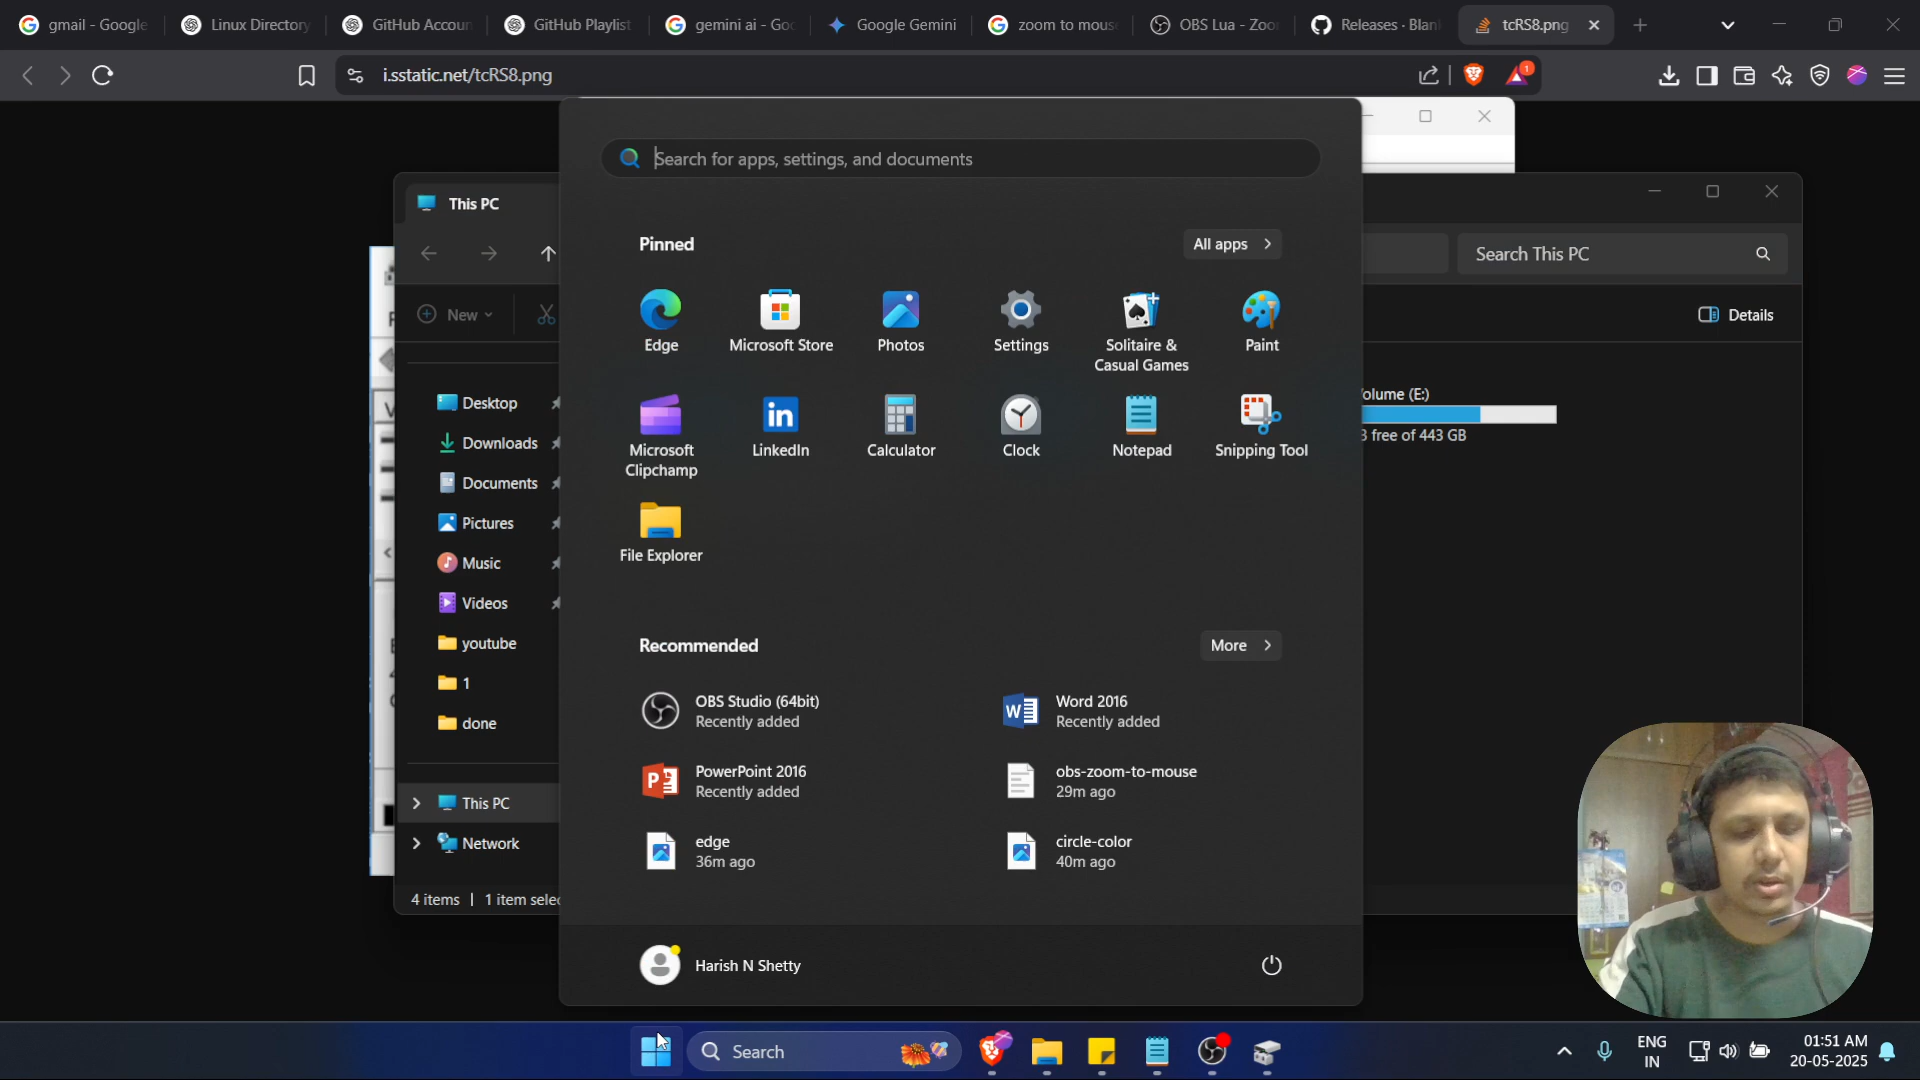 gmail - Google
Linux Directory
GitHub Accoun
GitHub Playlist
gemini ai - Goo
Google Gemini
zoom to mouse
OBS Lua - Zoo
Releases · Blank
tcRS8.png
i.sstatic.net/tcRS8.png
1
Search for apps, settings, and documents
This PC
Search This PC
New
Details
Pinned
All apps
Edge
Microsoft Store
Photos
Settings
Solitaire &
Casual Games
Paint
Microsoft
Clipchamp
LinkedIn
Calculator
Clock
Notepad
Snipping Tool
File Explorer
Desktop
Downloads
Documents
Pictures
Music
Videos
youtube
1
done
This PC
Network
4 items
1 item selec
olume (E:)
free of 443 GB
Recommended
More
OBS Studio (64bit)
Recently added
Word 2016
Recently added
PowerPoint 2016
Recently added
obs-zoom-to-mouse
29m ago
edge
36m ago
circle-color
40m ago
Harish N Shetty
Search
ENG
IN
01:51 AM
20-05-2025